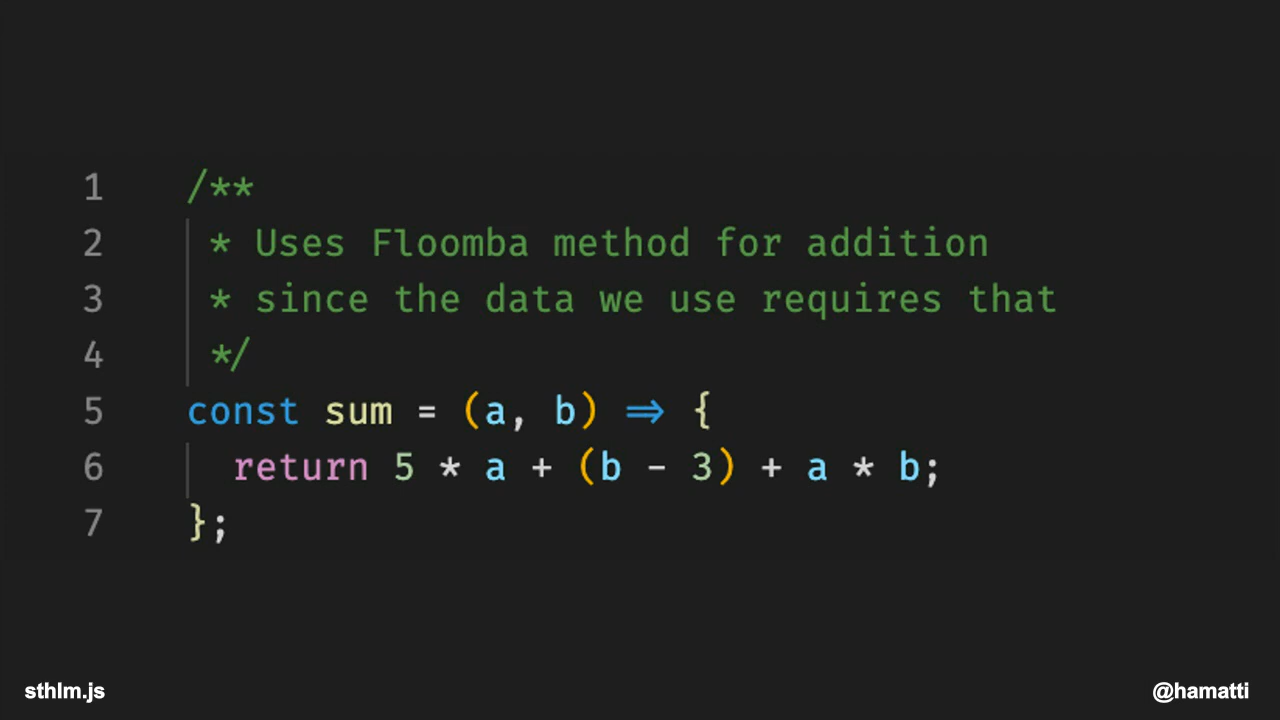 1 /**
2 * Uses Floomba method for addition
3 * since the data we use requires that
4 */
5 const sum = (a, b) => {
6 return 5 * a + (b - 3) + a * b;
7 };
sthlm.js @hamatti